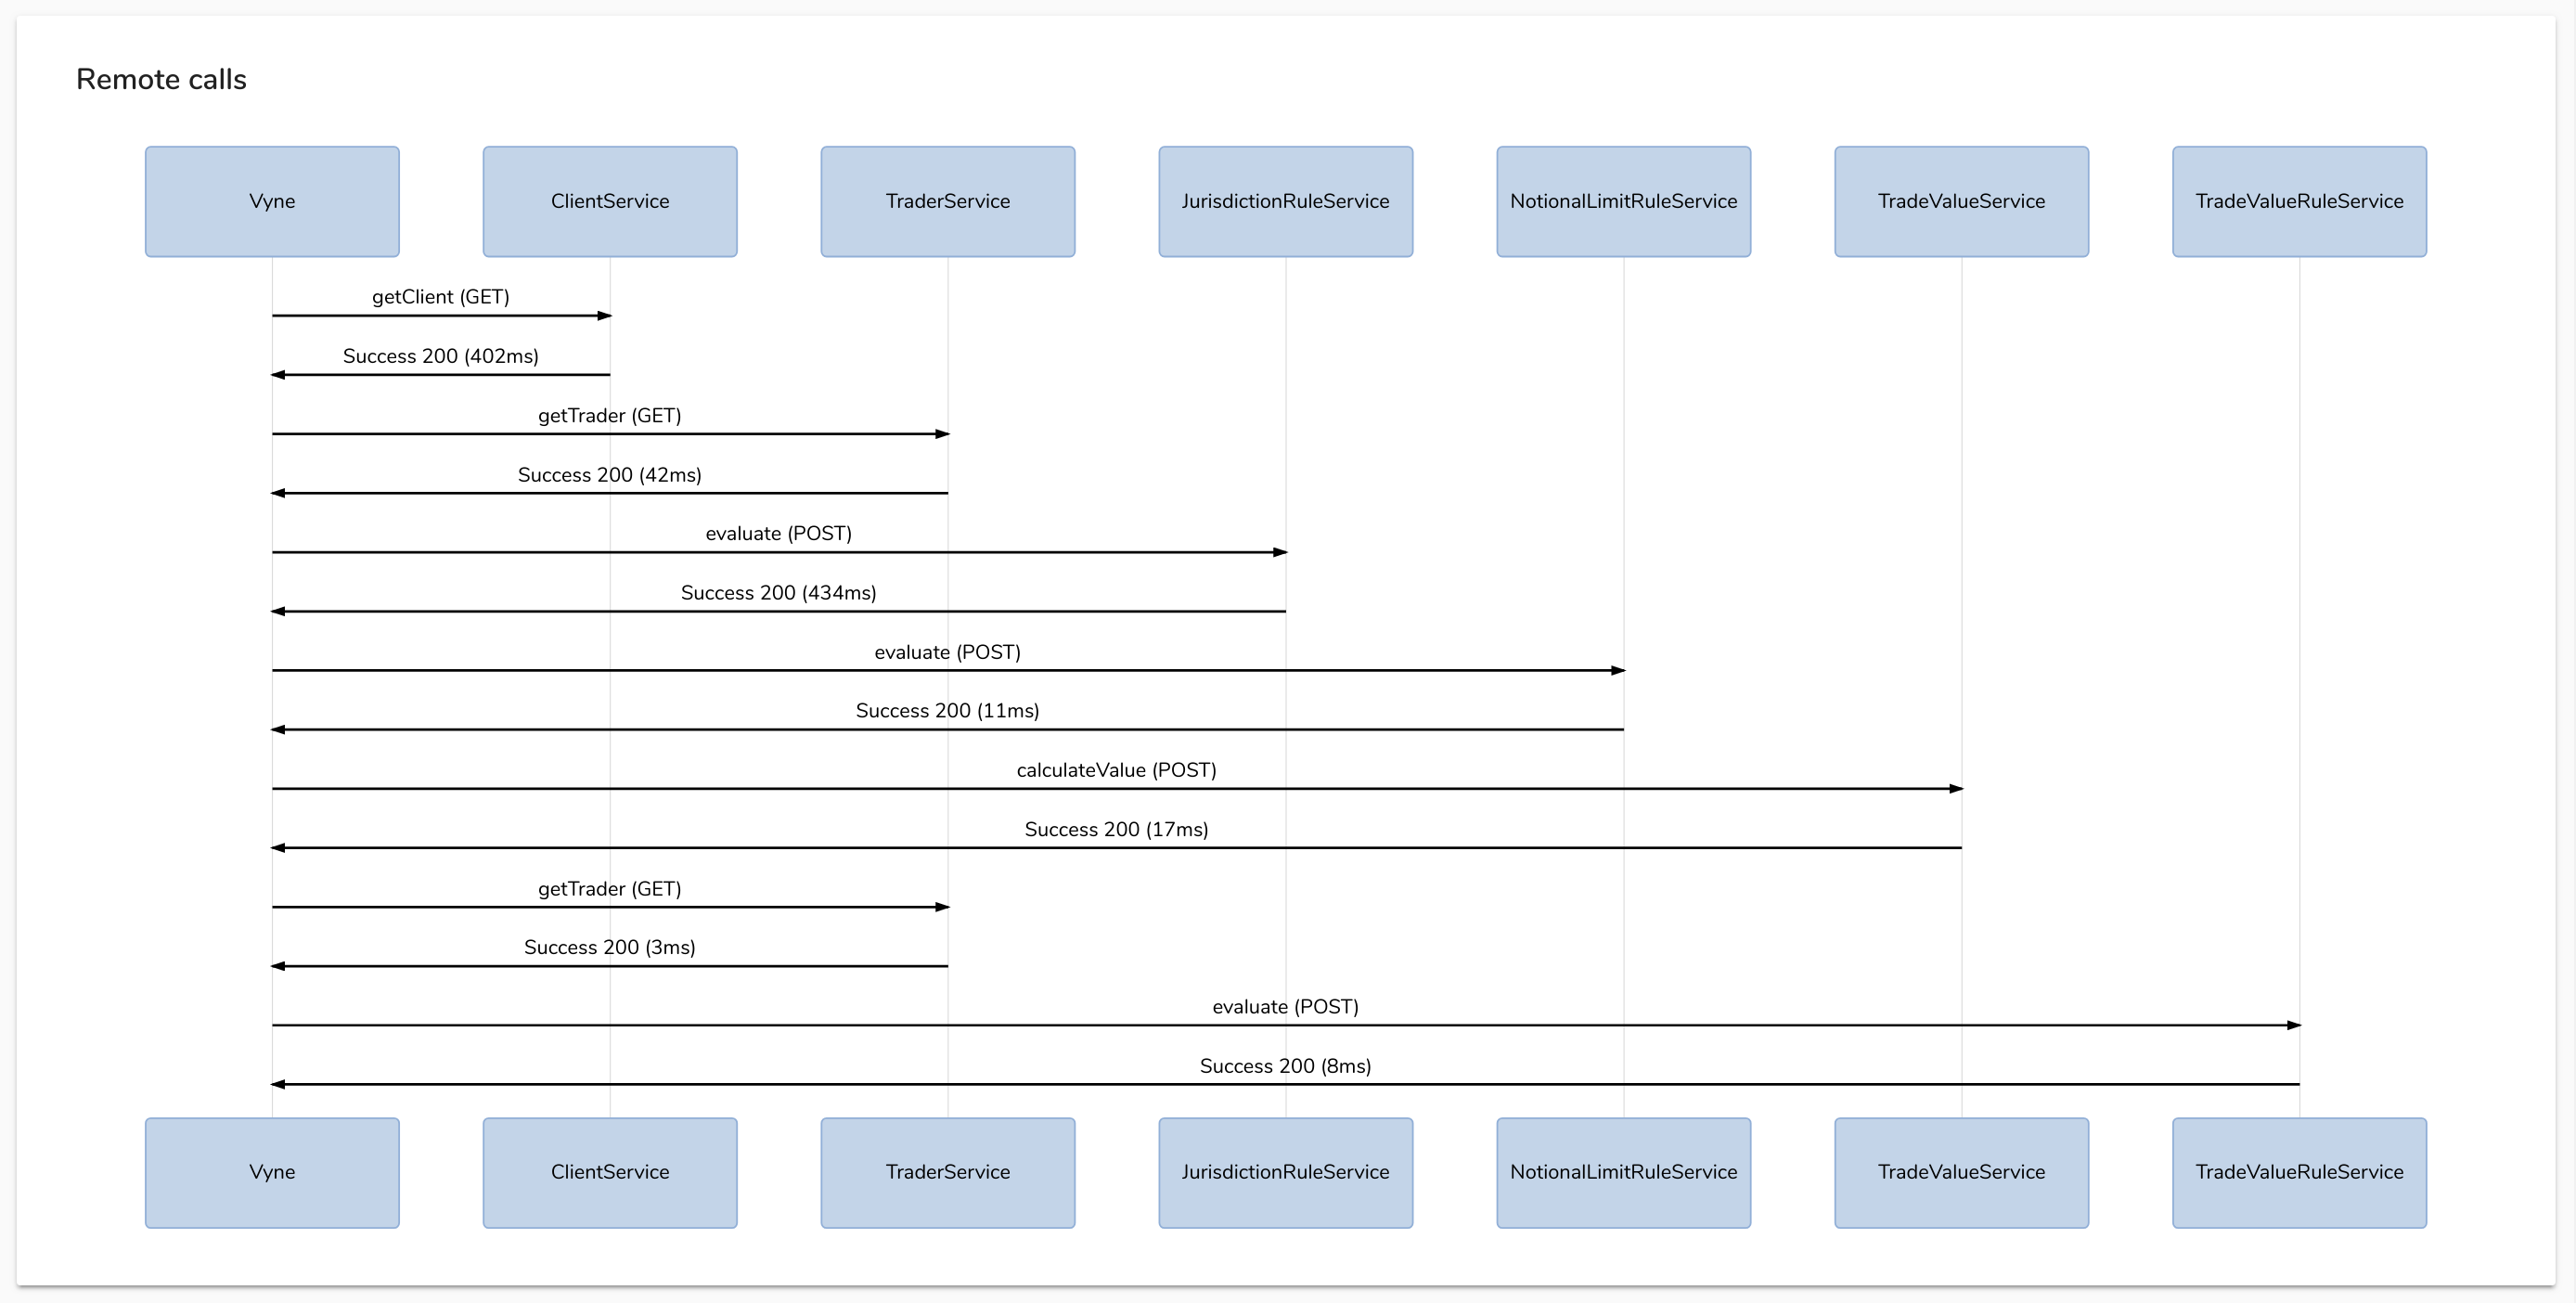 Remote calls
Vyne
ClientService
TraderService
JurisdictionRuleService
NotionalLimitRuleService
TradeValueService
TradeValueRuleService
getClient (GET)
Success 200 (402ms)
getTrader (GET)
Success 200 (42ms)
evaluate (POST)
Success 200 (434ms)
evaluate (POST)
Success 200 (11ms)
calculateValue (POST)
Success 200 (17ms)
getTrader (GET)
Success 200 (3ms)
evaluate (POST)
Success 200 (8ms)
Vyne
ClientService
TraderService
JurisdictionRuleService
NotionalLimitRuleService
TradeValueService
TradeValueRuleService